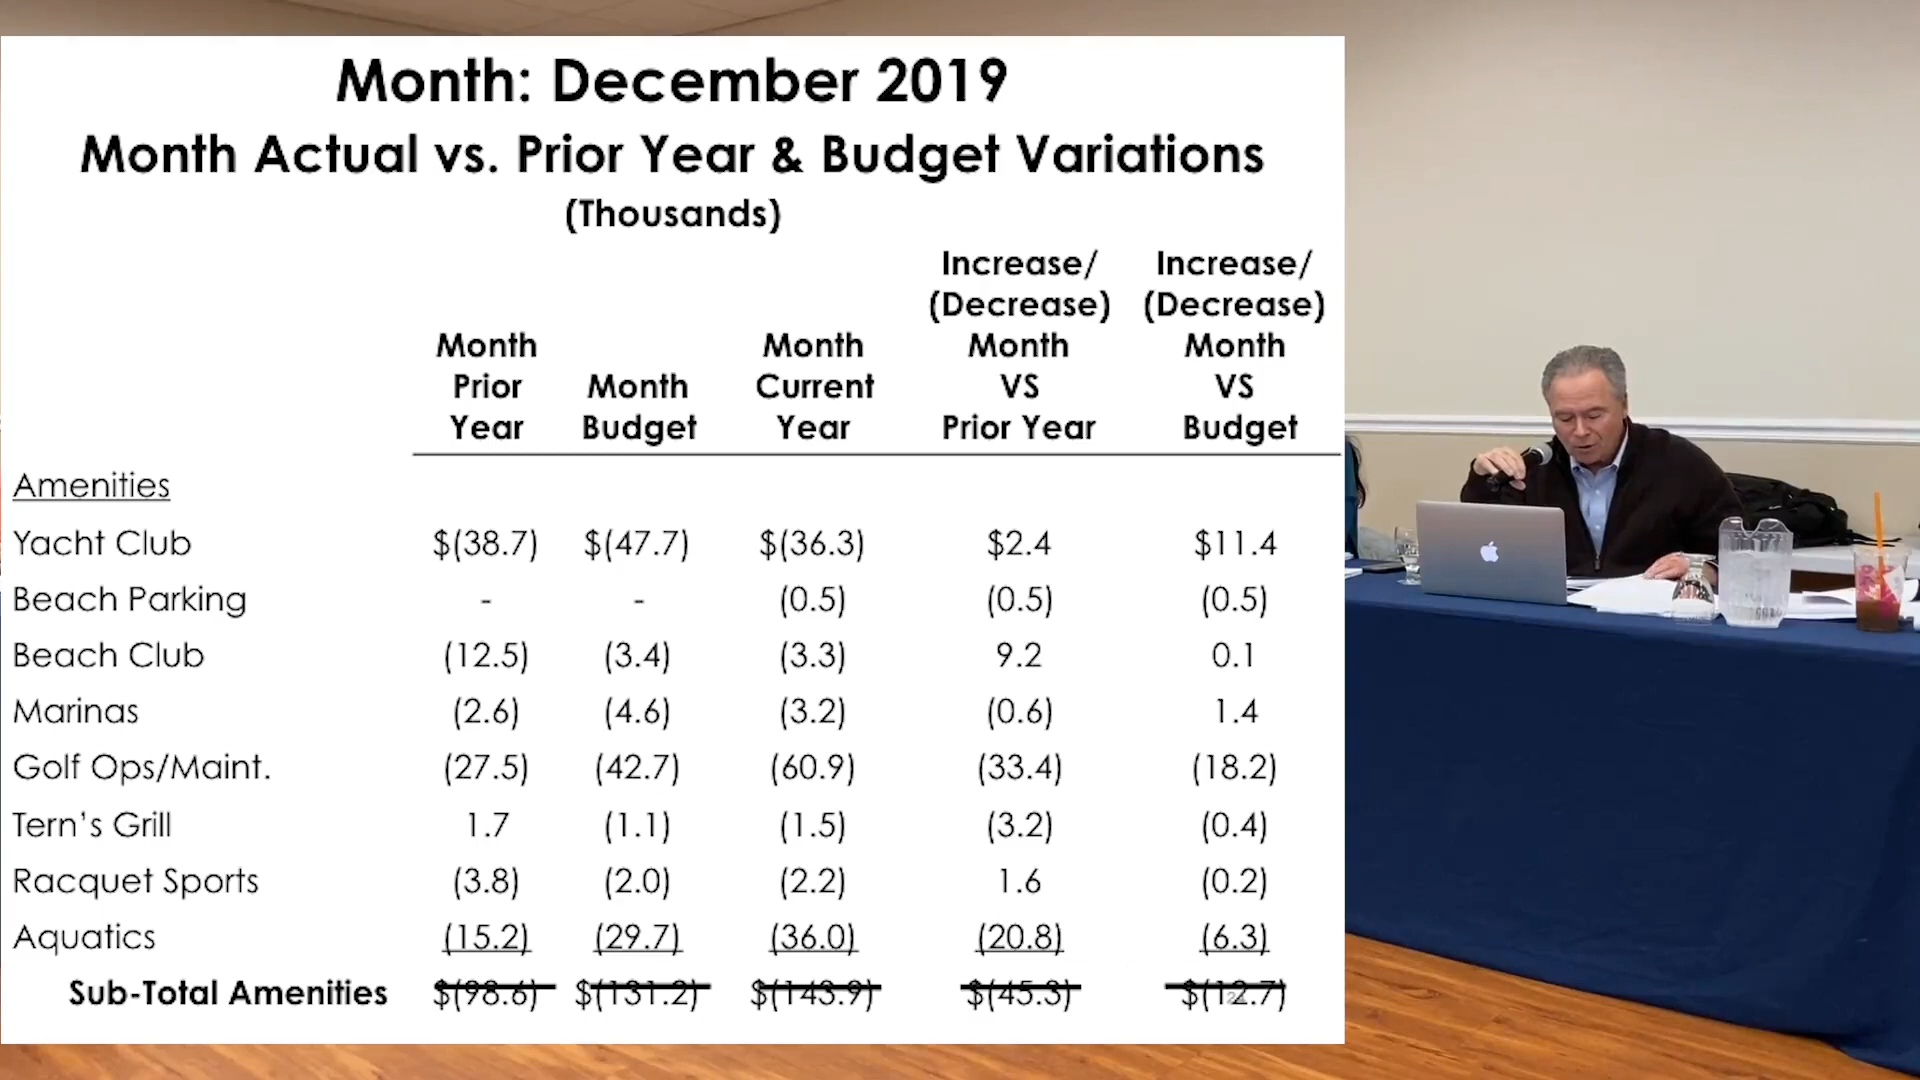 Month: December 2019
Month Actual vs. Prior Year & Budget Variations
(Thousands)
Month Prior Year Month Budget Month Current Year Increase/ (Decrease) Month VS Prior Year Increase/ (Decrease) Month VS Budget
Amenities
Yacht Club $(38.7) $(47.7) $(36.3) $2.4 $11.4
Beach Parking - - (0.5) (0.5) (0.5)
Beach Club (12.5) (3.4) (3.3) 9.2 0.1
Marinas (2.6) (4.6) (3.2) (0.6) 1.4
Golf Ops/Maint. (27.5) (42.7) (60.9) (33.4) (18.2)
Tern's Grill 1.7 (1.1) (1.5) (3.2) (0.4)
Racquet Sports (3.8) (2.0) (2.2) 1.6 (0.2)
Aquatics (15.2) (29.7) (36.0) (20.8) (6.3)
Sub-Total Amenities $(98.6) $(131.2) $(143.9) $(45.3) $(12.7)